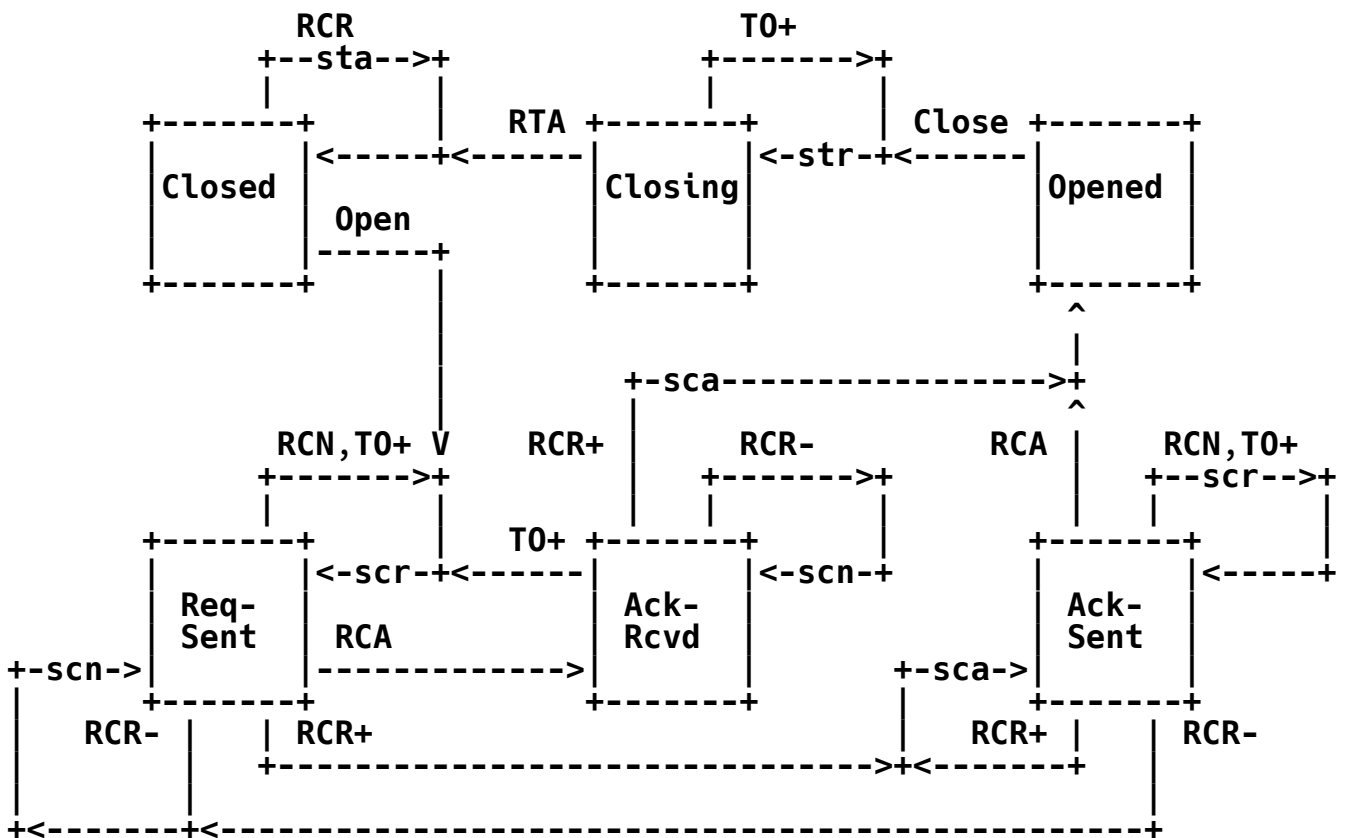 RCR TO+
+--sta-->+ +------->+
| | | |
+-------+ | RTA +-------+ | Close +-------+
| |<-----+<------| |<-str-+<------| |
|Closed | |Closing| |Opened |
| | Open | | | |
| |------+ | | | |
+-------+ | +-------+ +-------+
| ^
| |
| +-sca----------------->+
| | ^
RCN,TO+ V RCR+ | RCR- RCA | RCN,TO+
+------->+ | +------->+ | +--scr-->+
| | | | | | | |
+-------+ | TO+ +-------+ | +-------+ |
| |<-scr-+<------| |<-scn-+ | |<-----+
| Req- | | Ack- | | Ack- |
| Sent | RCA | Rcvd | | Sent |
+-scn->| |------------->| | +-sca->| |
| +-------+ +-------+ | +-------+
| RCR- | | RCR+ | RCR+ | | RCR-
| | +------------------------------->+<-------+ |
| | |
+<-------+<------------------------------------------------+